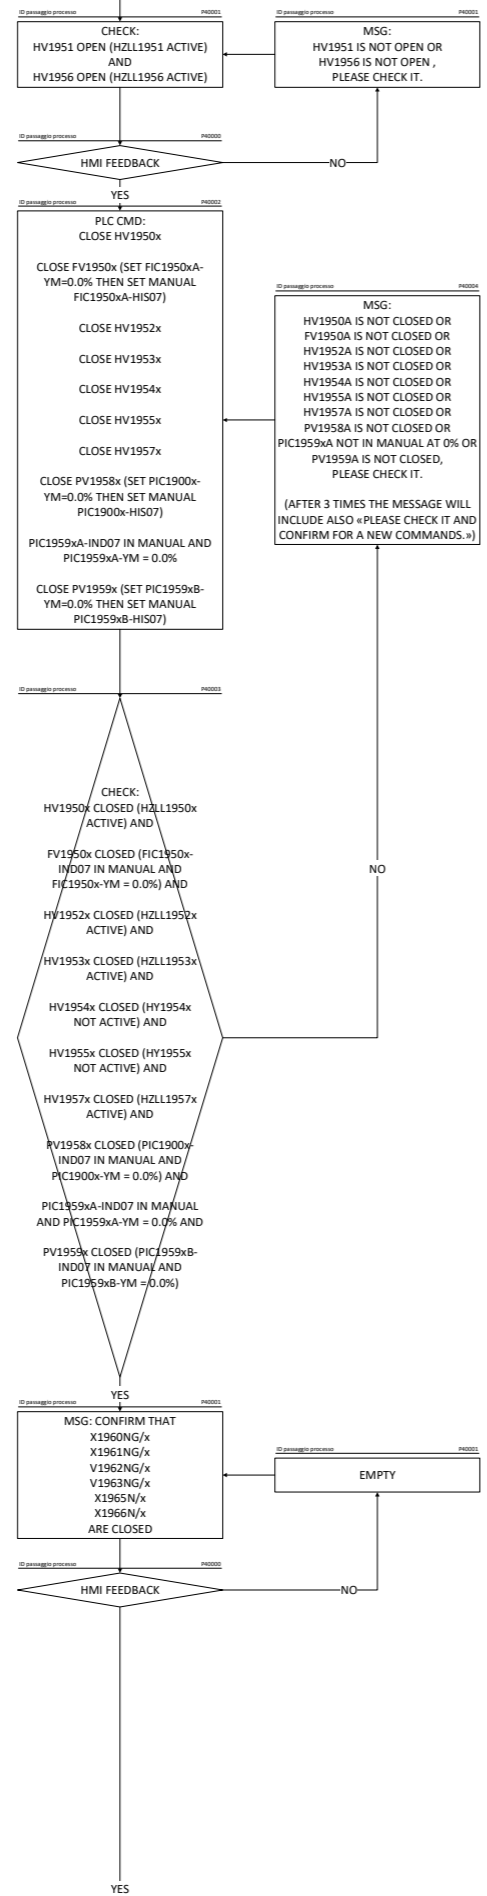 ID passaggio processo P40001
CHECK:
HV1951 OPEN (HZLL1951 ACTIVE)
AND
HV1956 OPEN (HZLL1956 ACTIVE)
ID passaggio processo P40001
MSG:
HV1951 IS NOT OPEN OR
HV1956 IS NOT OPEN ,
PLEASE CHECK IT.
ID passaggio processo P40000
HMI FEEDBACK
NO
YES
ID passaggio processo P40002
PLC CMD:
CLOSE HV1950x
CLOSE FV1950x (SET FIC1950xA-
YM=0.0% THEN SET MANUAL
FIC1950xA-HIS07)
CLOSE HV1952x
CLOSE HV1953x
CLOSE HV1954x
CLOSE HV1955x
CLOSE HV1957x
CLOSE PV1958x (SET PIC1900x-
YM=0.0% THEN SET MANUAL
PIC1900x-HIS07)
PIC1959xA-IND07 IN MANUAL AND
PIC1959xA-YM = 0.0%
CLOSE PV1959x (SET PIC1959xB-
YM=0.0% THEN SET MANUAL
PIC1959xB-HIS07)
ID passaggio processo P40004
MSG:
HV1950A IS NOT CLOSED OR
FV1950A IS NOT CLOSED OR
HV1952A IS NOT CLOSED OR
HV1953A IS NOT CLOSED OR
HV1954A IS NOT CLOSED OR
HV1955A IS NOT CLOSED OR
HV1957A IS NOT CLOSED OR
PV1958A IS NOT CLOSED OR
PIC1959xA NOT IN MANUAL AT 0% OR
PV1959A IS NOT CLOSED,
PLEASE CHECK IT.
(AFTER 3 TIMES THE MESSAGE WILL
INCLUDE ALSO «PLEASE CHECK IT AND
CONFIRM FOR A NEW COMMANDS.»)
ID passaggio processo P40003
CHECK:
HV1950x CLOSED (HZLL1950x
ACTIVE) AND
FV1950x CLOSED (FIC1950x-
IND07 IN MANUAL AND
FIC1950x-YM = 0.0%) AND
HV1952x CLOSED (HZLL1952x
ACTIVE) AND
HV1953x CLOSED (HZLL1953x
ACTIVE) AND
HV1954x CLOSED (HY1954x
NOT ACTIVE) AND
HV1955x CLOSED (HY1955x
NOT ACTIVE) AND
HV1957x CLOSED (HZLL1957x
ACTIVE) AND
PV1958x CLOSED (PIC1900x-
IND07 IN MANUAL AND
PIC1900x-YM = 0.0%) AND
PIC1959xA-IND07 IN MANUAL
AND PIC1959xA-YM = 0.0% AND
PV1959x CLOSED (PIC1959xB-
IND07 IN MANUAL AND
PIC1959xB-YM = 0.0%)
NO
YES
ID passaggio processo P40001
MSG: CONFIRM THAT
X1960NG/x
X1961NG/x
V1962NG/x
V1963NG/x
X1965N/x
X1966N/x
ARE CLOSED
ID passaggio processo P40001
EMPTY
ID passaggio processo P40000
HMI FEEDBACK
NO
YES